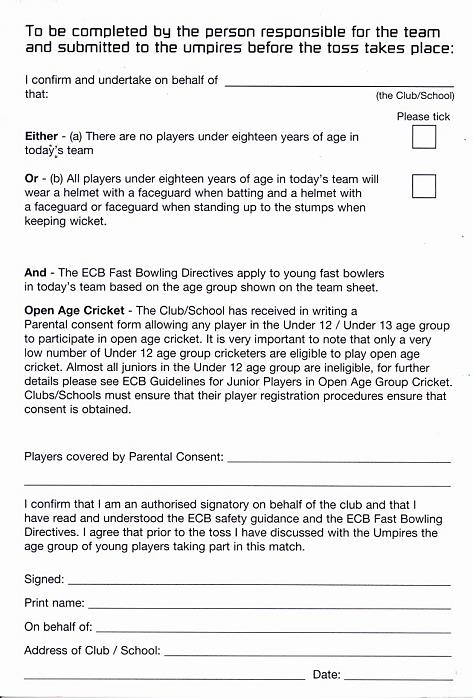 To be completed by the person responsible for the team
and submitted to the umpires before the toss takes place:
I confirm and undertake on behalf of
that:
(the Club/School)
Please tick
Either - (a) There are no players under eighteen years of age in
today's team
Or - (b) All players under eighteen years of age in today's team will
wear a helmet with a faceguard when batting and a helmet with
a faceguard or faceguard when standing up to the stumps when
keeping wicket.
And - The ECB Fast Bowling Directives apply to young fast bowlers
in today's team based on the age group shown on the team sheet.
Open Age Cricket - The Club/School has received in writing a
Parental consent form allowing any player in the Under 12 / Under 13 age group
to participate in open age cricket. It is very important to note that only a very
low number of Under 12 age group cricketers are eligible to play open age
cricket. Almost all juniors in the Under 12 age group are ineligible, for further
details please see ECB Guidelines for Junior Players in Open Age Group Cricket.
Clubs/Schools must ensure that their player registration procedures ensure that
consent is obtained.
Players covered by Parental Consent:
I confirm that I am an authorised signatory on behalf of the club and that I
have read and understood the ECB safety guidance and the ECB Fast Bowling
Directives. I agree that prior to the toss I have discussed with the Umpires the
age group of young players taking part in this match.
Signed:
Print name:
On behalf of:
Address of Club / School:
Date: